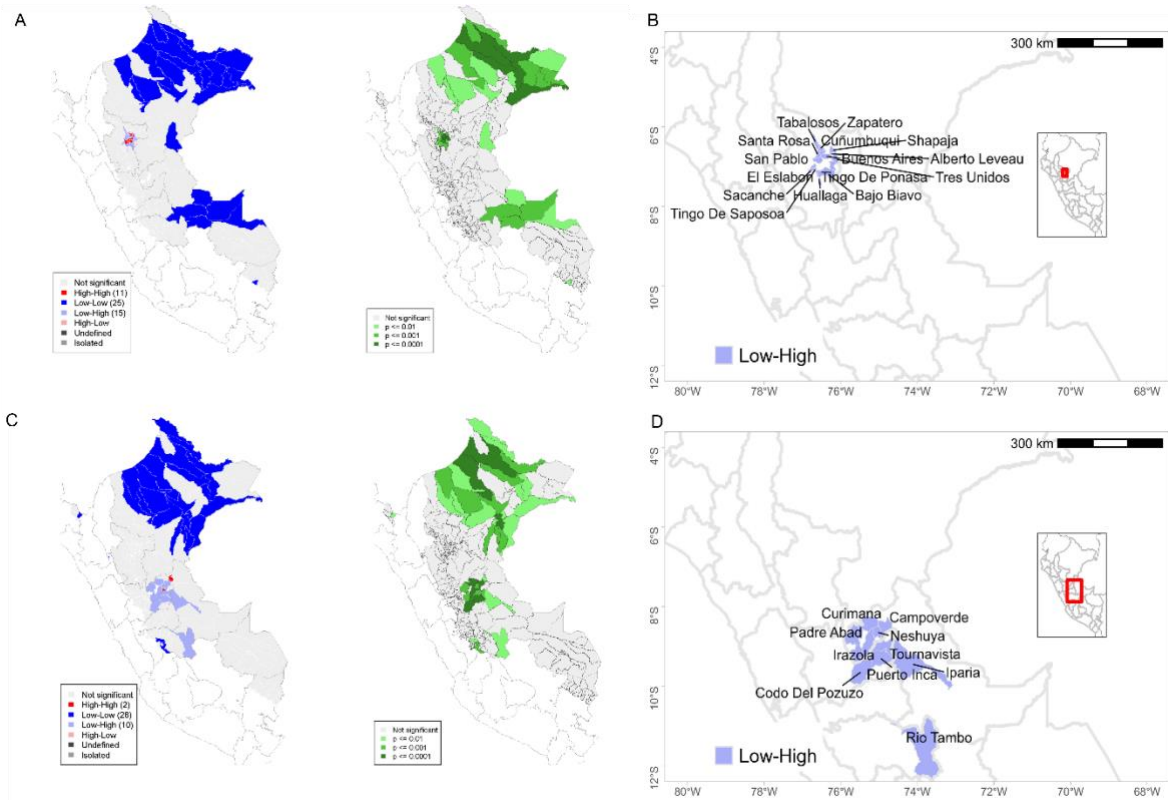 A
Not significant
High-High (11)
Low-Low (25)
Low-High (15)
High-Low
Undefined
Isolated
Not significant
p <= 0.01
p <= 0.001
p <= 0.0001
B
300 km
4°S
6°S
8°S
10°S
12°S
Tabalosos Zapatero
Santa Rosa Cuñumbuqui Shapaja
San Pablo Buenos Aires Alberto Leveau
El Eslabon Tingo De Ponasa Tres Unidos
Sacanche Huallaga Bajo Biavo
Tingo De Saposoa
Low-High
80°W 78°W 76°W 74°W 72°W 70°W 68°W
C
Not significant
High-High (2)
Low-Low (26)
Low-High (10)
High-Low
Undefined
Isolated
Not significant
p <= 0.01
p <= 0.001
p <= 0.0001
D
300 km
4°S
6°S
8°S
10°S
12°S
Curimana Campoverde
Padre Abad Neshuya
Irazola Tournavista
Puerto Inca Iparia
Codo Del Pozuzo
Rio Tambo
Low-High
80°W 78°W 76°W 74°W 72°W 70°W 68°W